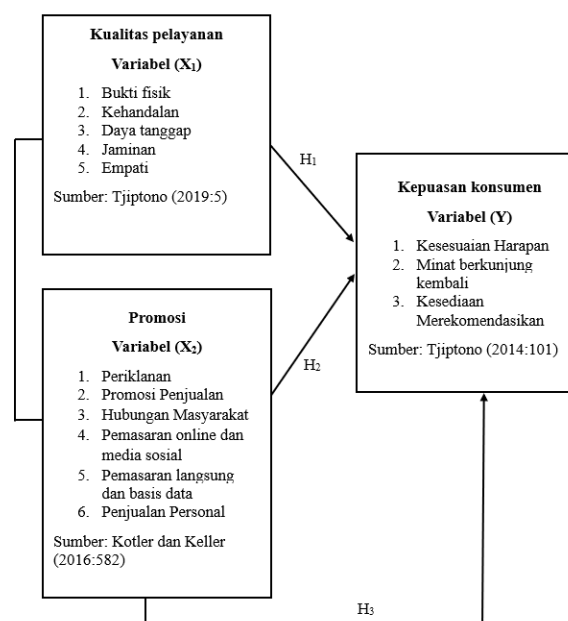 Kualitas pelayanan
Variabel (X₁)
1. Bukti fisik
2. Kehandalan
3. Daya tanggap
4. Jaminan
5. Empati
Sumber: Tjiptono (2019:5)
H₁
Kepuasan konsumen
Variabel (Y)
1. Kesesuaian Harapan
2. Minat berkunjung
kembali
3. Kesediaan
Merekomendasikan
Sumber: Tjiptono (2014:101)
Promosi
Variabel (X₂)
1. Periklanan
2. Promosi Penjualan
3. Hubungan Masyarakat
4. Pemasaran online dan
media sosial
5. Pemasaran langsung
dan basis data
6. Penjualan Personal
Sumber: Kotler dan Keller
(2016:582)
H₂
H₃